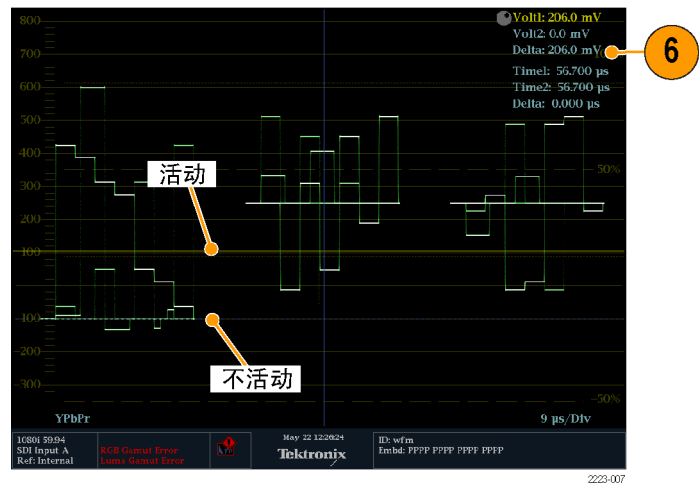 800
Volt1: 206.0 mV
Volt2: 0.0 mV
700
Delta: 206.0 mV
6
Time1: 56.700 µs
600
Time2: 56.700 µs
Delta: 0.000 µs
500
400
活动
50%
300
200
100
-100
不活动
-300
-50%
YPbPr
9 µs/Div
1080i 59.94
SDI Input A
Ref: Internal
RGB Gamut Error
Luma Gamut Error
May 22 12:26:24
Tektronix
ID: wfm
Embd: PPPP PPPP PPPP PPPP
2223-007